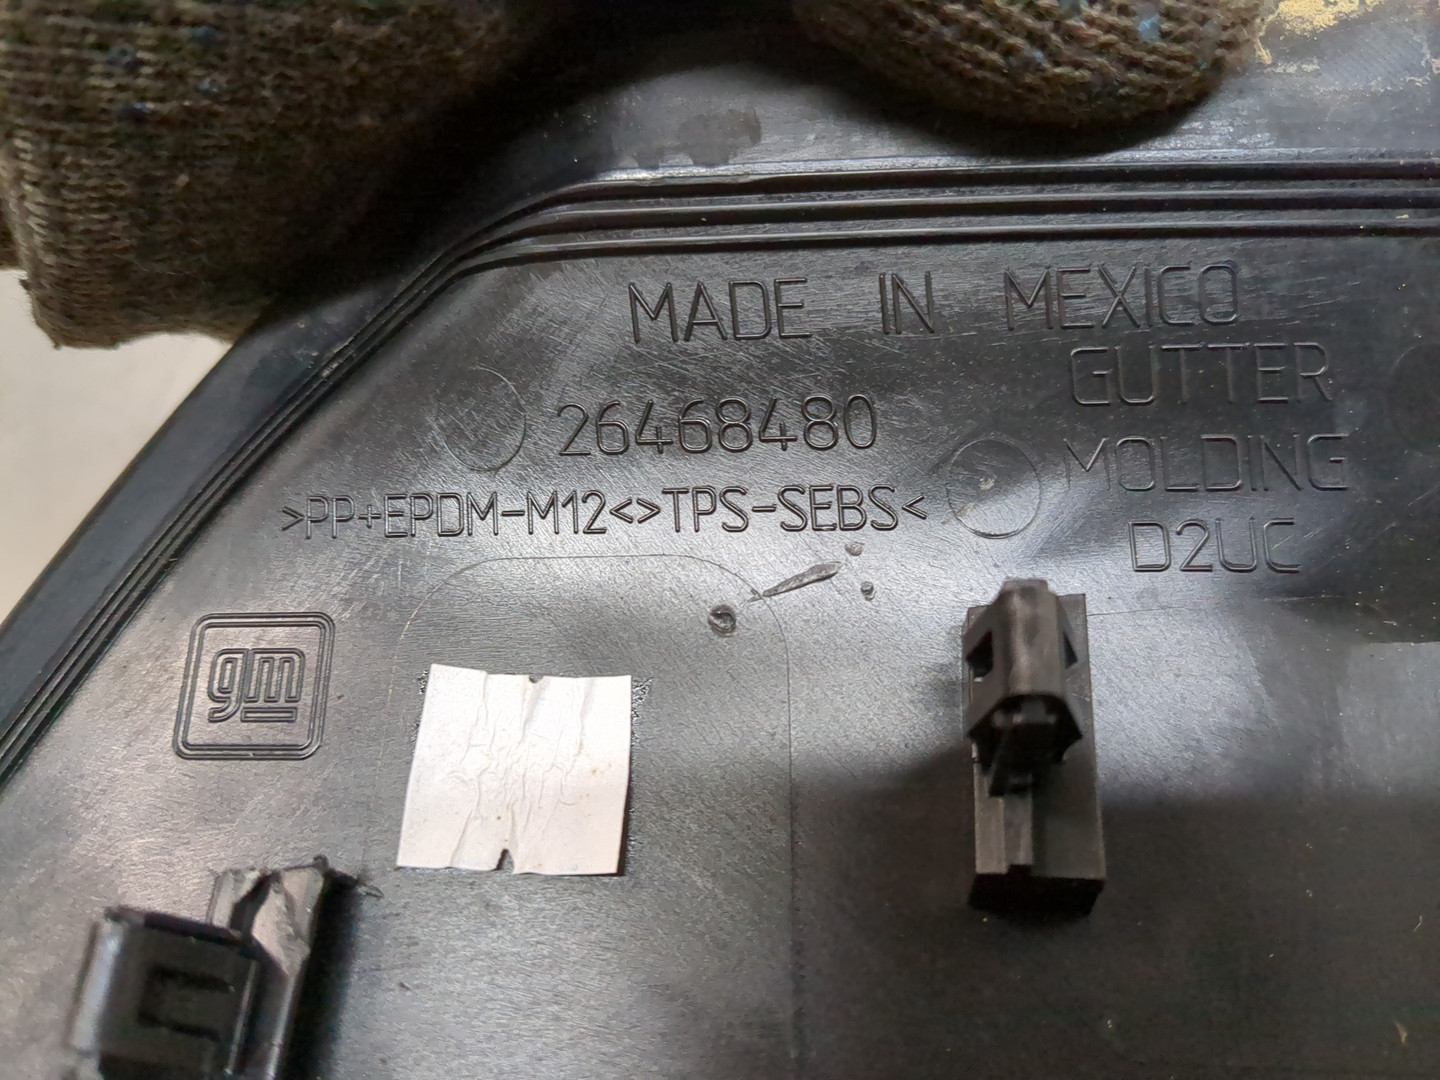 MADE IN MEXICO
GUTTER
26468480
MOLDING
>PP+EPDM-M12<>TPS-SEBS<
D2UC
gm